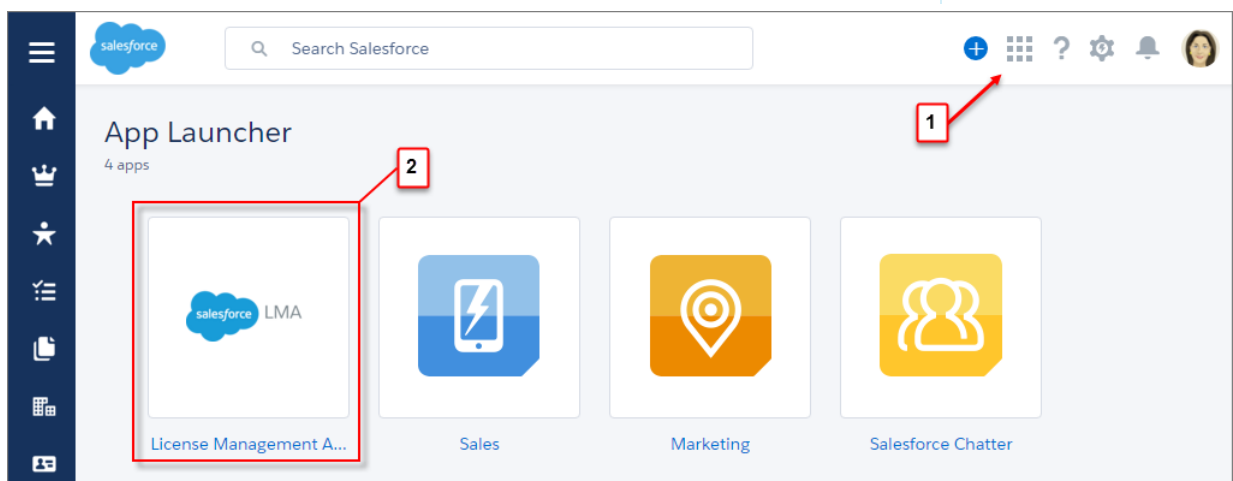 salesforce
Search Salesforce
?
1
App Launcher
4 apps
2
salesforce LMA
License Management A...
Sales
Marketing
Salesforce Chatter